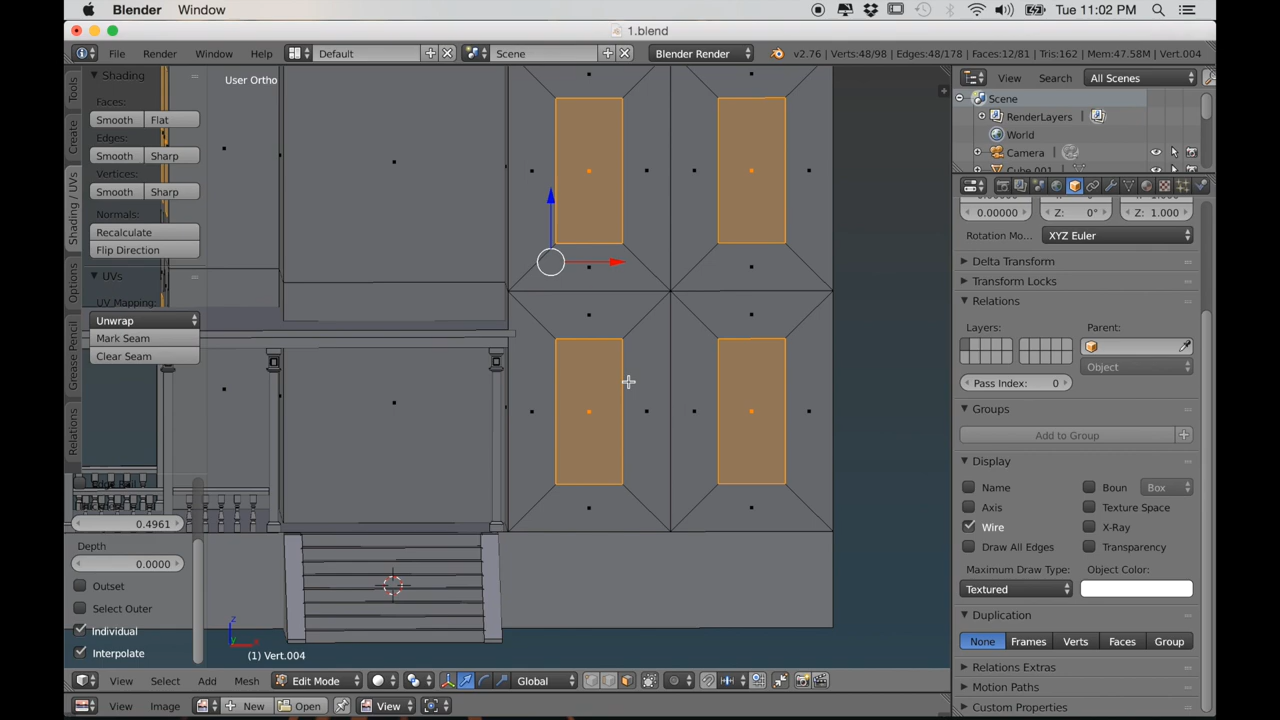 Blender Window Tue 11:02 PM
1.blend
File Render Window Help Default Scene Blender Render v2.76 | Verts:48/98 | Edges:48/178 | Faces:12/81 | Tris:162 | Mem:47.58M | Vert.004
Shading
User Ortho
Faces:
Smooth Flat
Edges:
Smooth Sharp
Vertices:
Smooth Sharp
Normals:
Recalculate
Flip Direction
UVs
UV Mapping:
Unwrap
Mark Seam
Clear Seam
0.4961
Depth
0.0000
Outset
Select Outer
Individual
Interpolate
Tools
Create
Shading / UVs
Options
Grease Pencil
Relations
(1) Vert.004
View Select Add Mesh Edit Mode Global
View Image New Open View
View Search All Scenes
Scene
RenderLayers
World
Camera
Cube.001
0.00000 Z: 0° Z: 1.000
Rotation Mo... XYZ Euler
Delta Transform
Transform Locks
Relations
Layers: Parent:
Object
Pass Index: 0
Groups
Add to Group
Display
Name Boun Box
Axis Texture Space
Wire X-Ray
Draw All Edges Transparency
Maximum Draw Type: Object Color:
Textured
Duplication
None Frames Verts Faces Group
Relations Extras
Motion Paths
Custom Properties